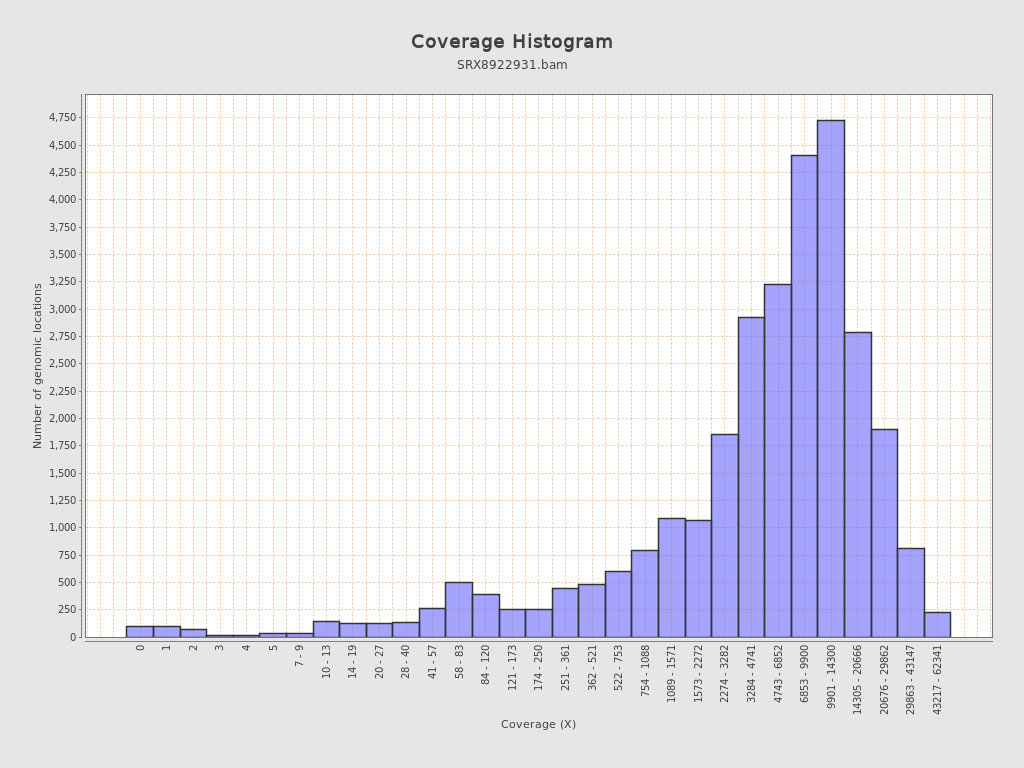 Coverage Histogram
SRX8922931.bam
Number of genomic locations
4,750
4,500
4,250
4,000
3,750
3,500
3,250
3,000
2,750
2,500
2,250
2,000
1,750
1,500
1,250
1,000
750
500
250
0
0
1
2
3
4
5
7 - 9
10 - 13
14 - 19
20 - 27
28 - 40
41 - 57
58 - 83
84 - 120
121 - 173
174 - 250
251 - 361
362 - 521
522 - 753
754 - 1088
1089 - 1571
1573 - 2272
2274 - 3282
3284 - 4741
4743 - 6852
6853 - 9900
9901 - 14300
14305 - 20666
20676 - 29862
29863 - 43147
43217 - 62341
Coverage (X)